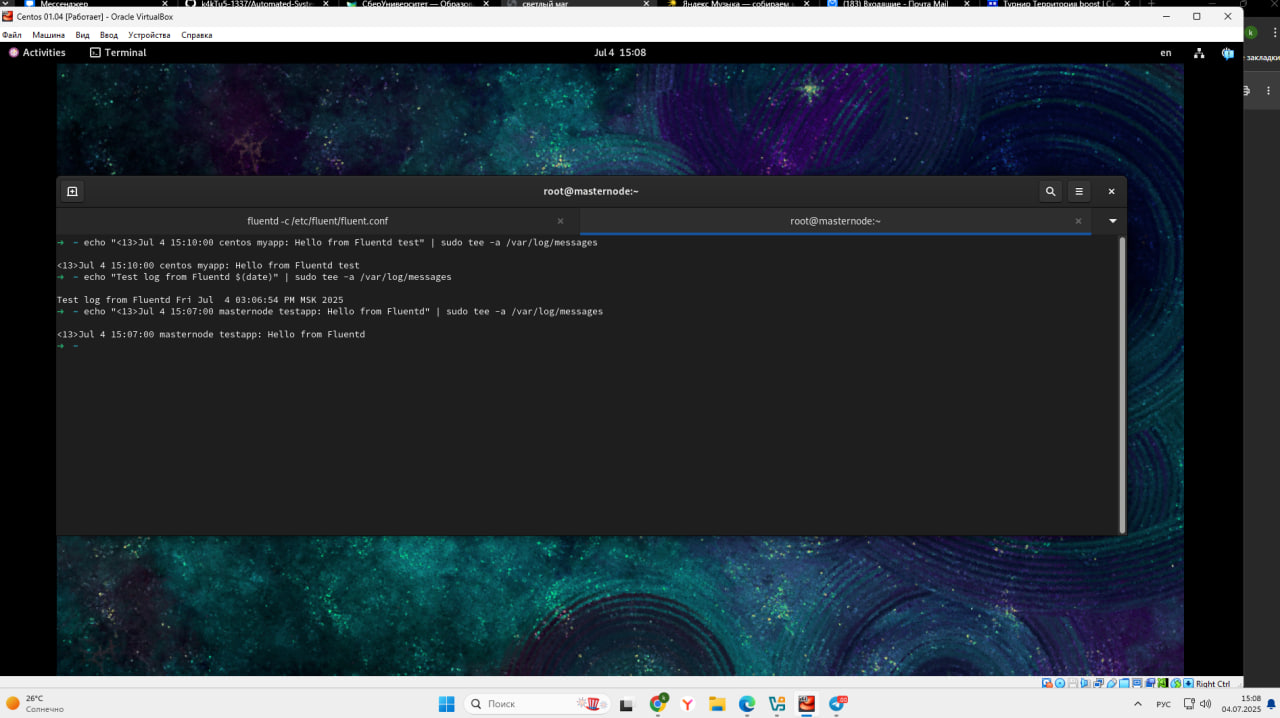 Мессенджер
k4kTu5-1337/Automated-Syste
СберУниверситет — Образов
светлый маг
Яндекс Музыка — собираем
(183) Входящие - Почта Mail
Турнир Территория boost | Се
Centos 01.04 [Работает] - Oracle VirtualBox
Файл Машина Вид Ввод Устройства Справка
Activities Terminal Jul 4 15:08 en
k
закладки
root@masternode:~
fluentd -c /etc/fluent/fluent.conf
root@masternode:~
➜ ~ echo "<13>Jul 4 15:10:00 centos myapp: Hello from Fluentd test" | sudo tee -a /var/log/messages
<13>Jul 4 15:10:00 centos myapp: Hello from Fluentd test
➜ ~ echo "Test log from Fluentd $(date)" | sudo tee -a /var/log/messages
Test log from Fluentd Fri Jul  4 03:06:54 PM MSK 2025
➜ ~ echo "<13>Jul 4 15:07:00 masternode testapp: Hello from Fluentd" | sudo tee -a /var/log/messages
<13>Jul 4 15:07:00 masternode testapp: Hello from Fluentd
➜ ~
Right Ctrl
26°C
Солнечно
Поиск
РУС
15:08
04.07.2025